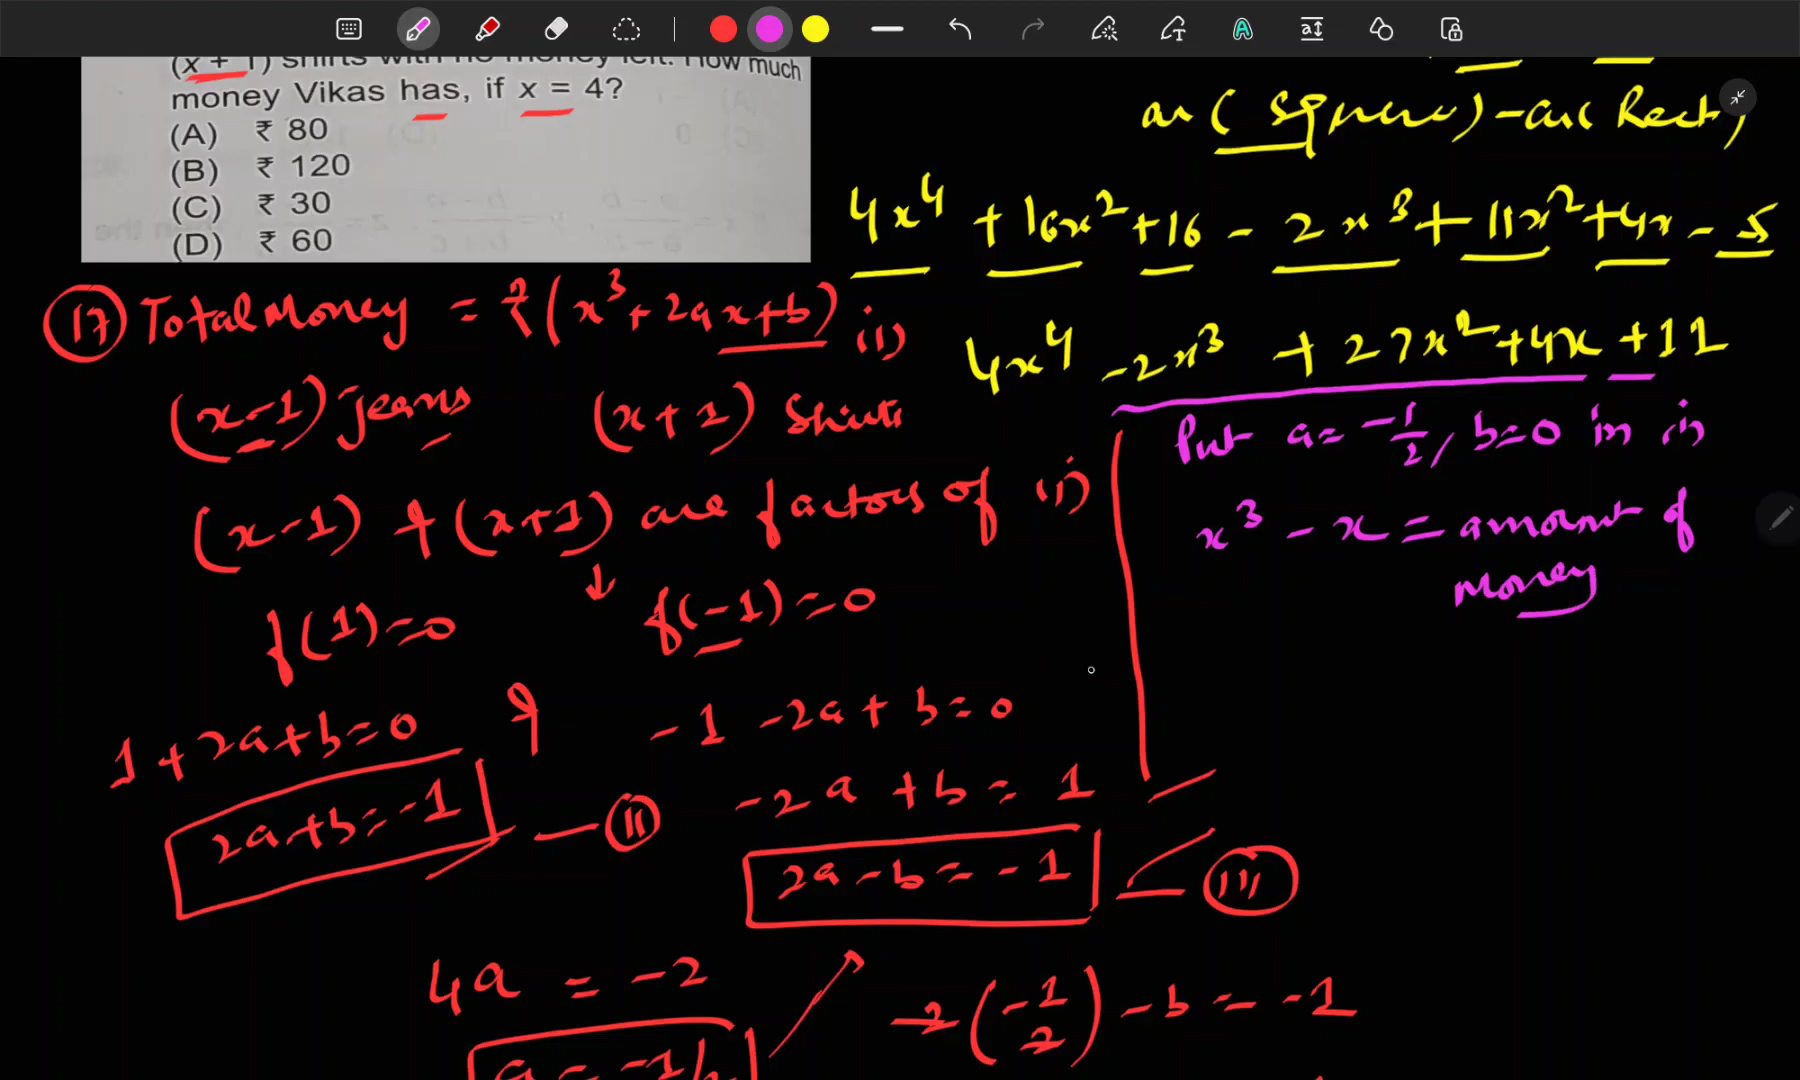 (x + 1) shirts with no money left. How much
money Vikas has, if x = 4?
(A) ₹ 80
(B) ₹ 120
(C) ₹ 30
(D) ₹ 60
ar ( Square ) - ar( Rect )
4x⁴ + 16x² + 16 - 2x³ + 11x² + 4x - 5
4x⁴ - 2x³ + 27x² + 4x + 11
(17) Total Money = ₹ (x³ + 2ax + b) (i)
(x-1) jeans (x+1) Shirts
(x-1) & (x+1) are factors of (i)
f(1)=0 f(-1)=0
1 + 2a + b = 0 & -1 - 2a + b = 0
2a + b = -1 — (II) -2a + b = 1
2a - b = -1 — (III)
4a = -2
a = -1/2
2(-1/2) - b = -1
Put a = -1/2, b = 0 in (i)
x³ - x = amount of
money